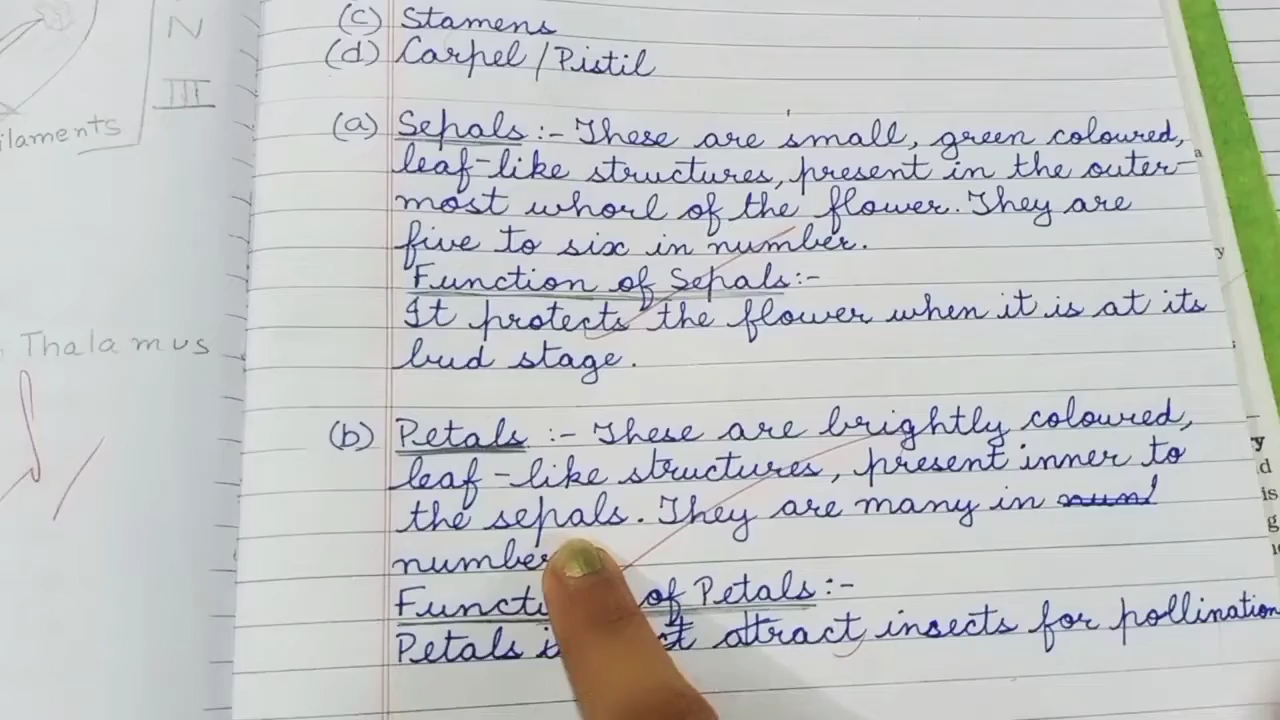 N
III
ilaments
Thalamus
(c) Stamens
(d) Carpel/Pistil
(a) Sepals :- These are small, green coloured,
leaf-like structures, present in the outer-
most whorl of the flower. They are
five to six in number.
Function of Sepals:-
It protects the flower when it is at its
bud stage.
(b) Petals :- These are brightly coloured,
leaf-like structures, present inner to
the sepals. They are many in
number
of Petals:-
Petals attract insects for pollination
a
y
y
d
is
g